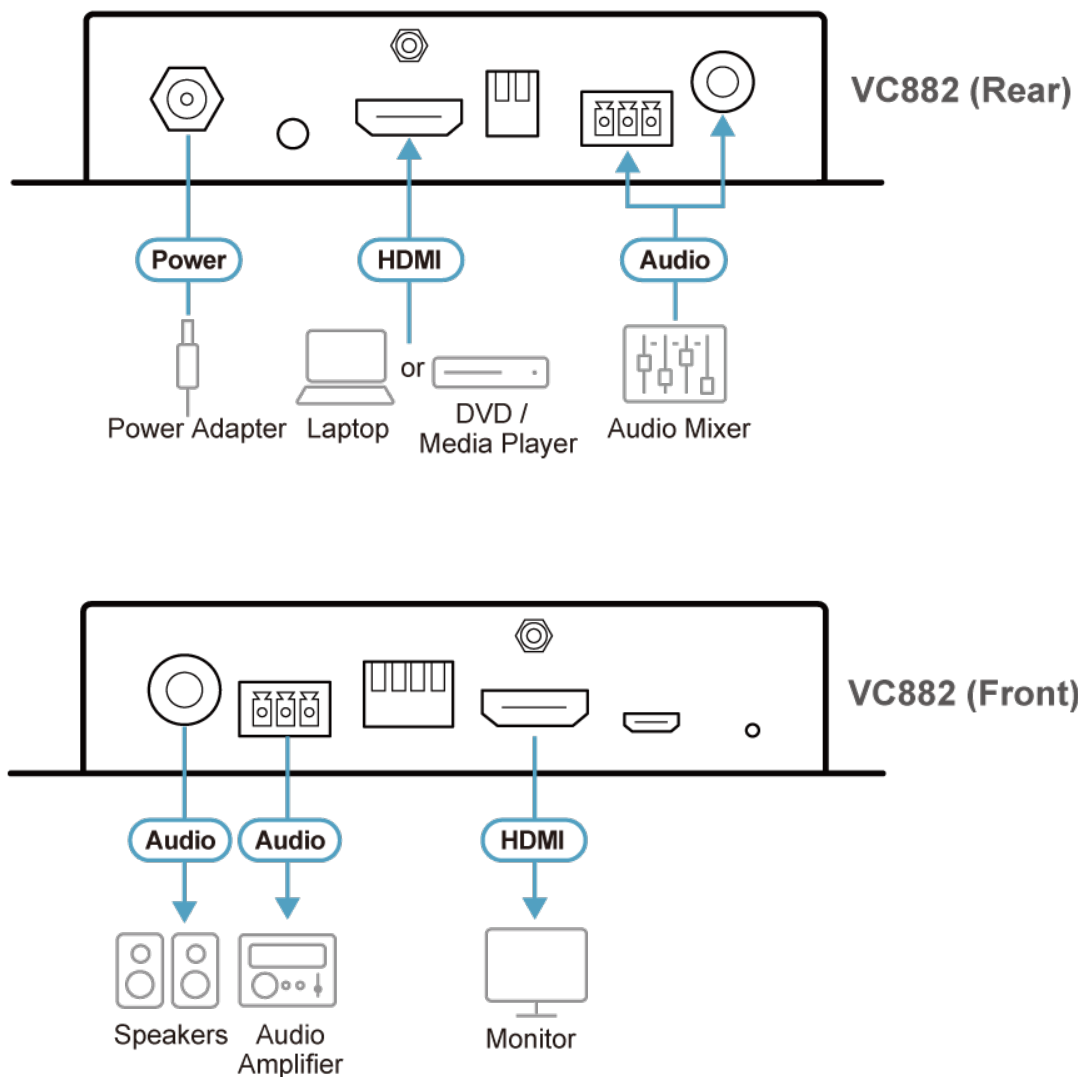 VC882 (Rear)
Power
HDMI
Audio
or
Power Adapter
Laptop
DVD /
Media Player
Audio Mixer
VC882 (Front)
Audio
Audio
HDMI
Speakers
Audio
Amplifier
Monitor